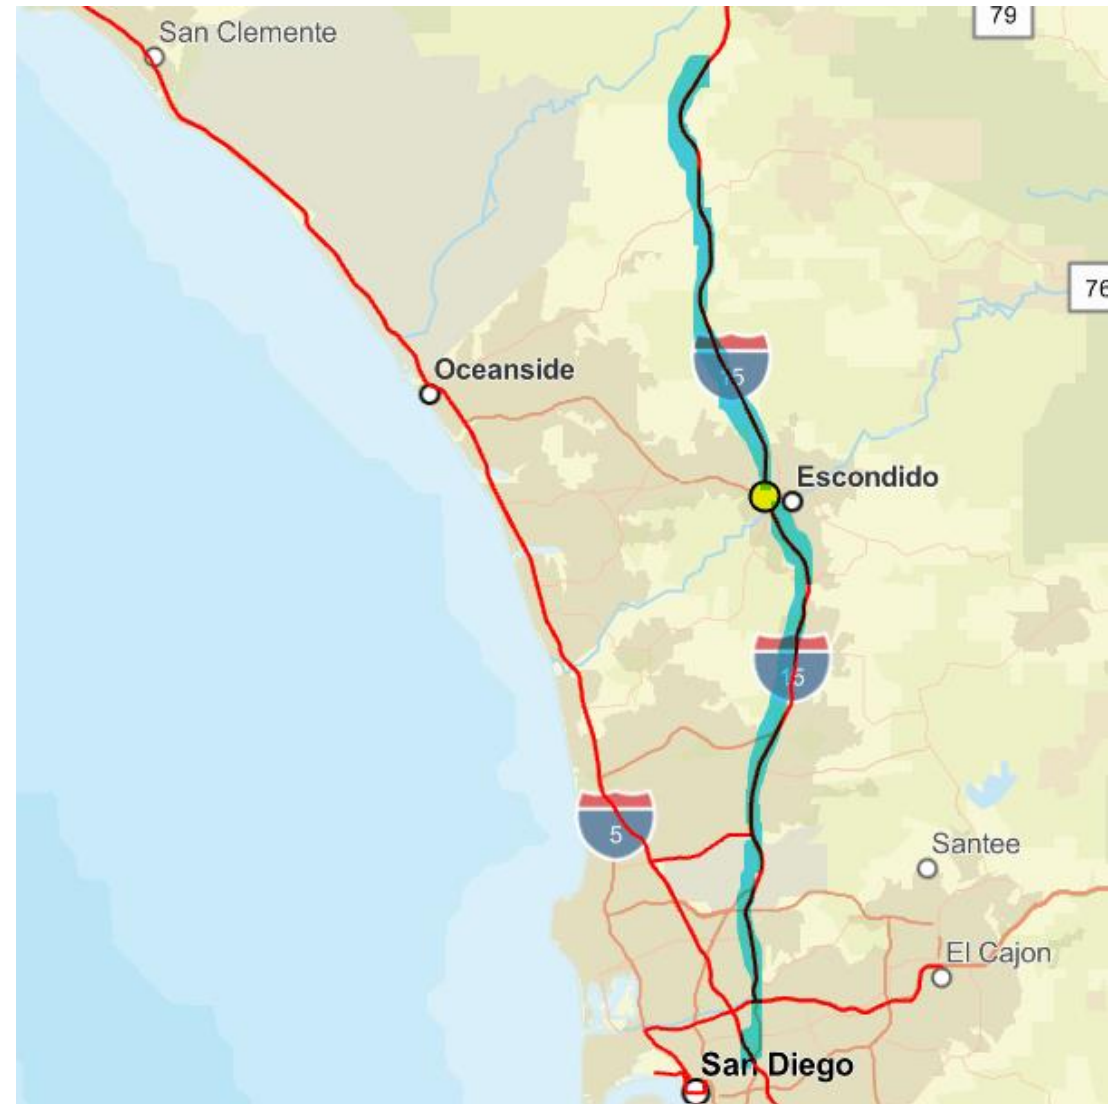 San Clemente
79
76
Oceanside
15
Escondido
15
5
Santee
El Cajon
San Diego